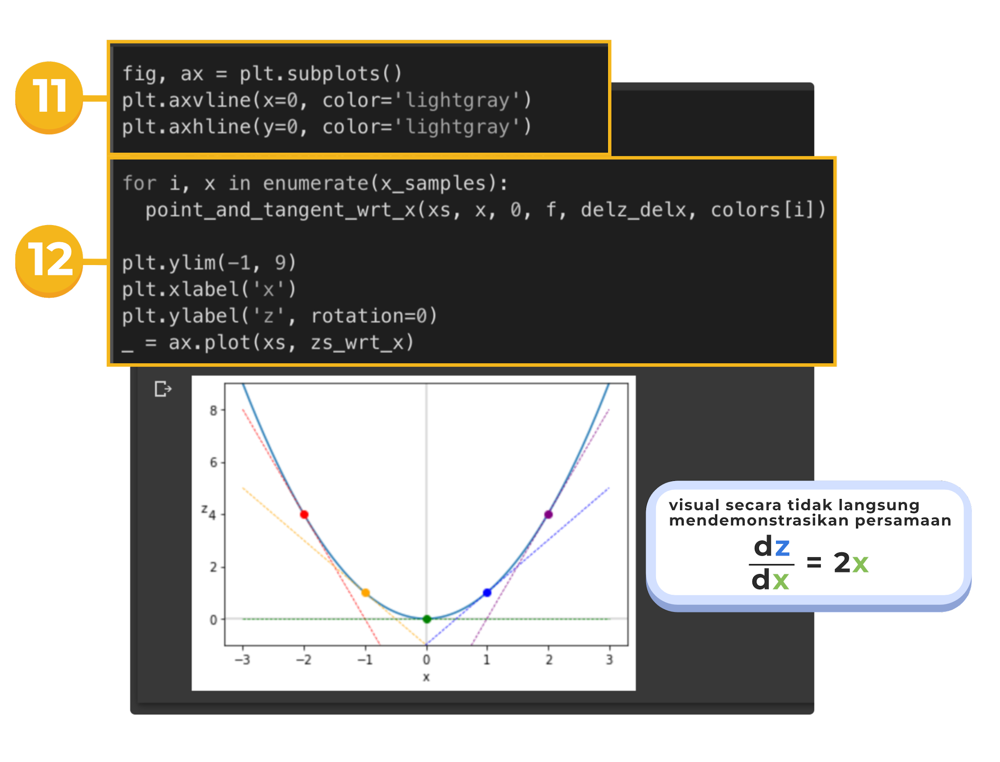 11
fig, ax = plt.subplots()
plt.axvline(x=0, color='lightgray')
plt.axhline(y=0, color='lightgray')
12
for i, x in enumerate(x_samples):
  point_and_tangent_wrt_x(xs, x, 0, f, delz_delx, colors[i])
plt.ylim(−1, 9)
plt.xlabel('x')
plt.ylabel('z', rotation=0)
_ = ax.plot(xs, zs_wrt_x)
8
6
z
4
2
0
−3 −2 −1 0 1 2 3
x
visual secara tidak langsung
mendemonstrasikan persamaan
dz
= 2x
dx